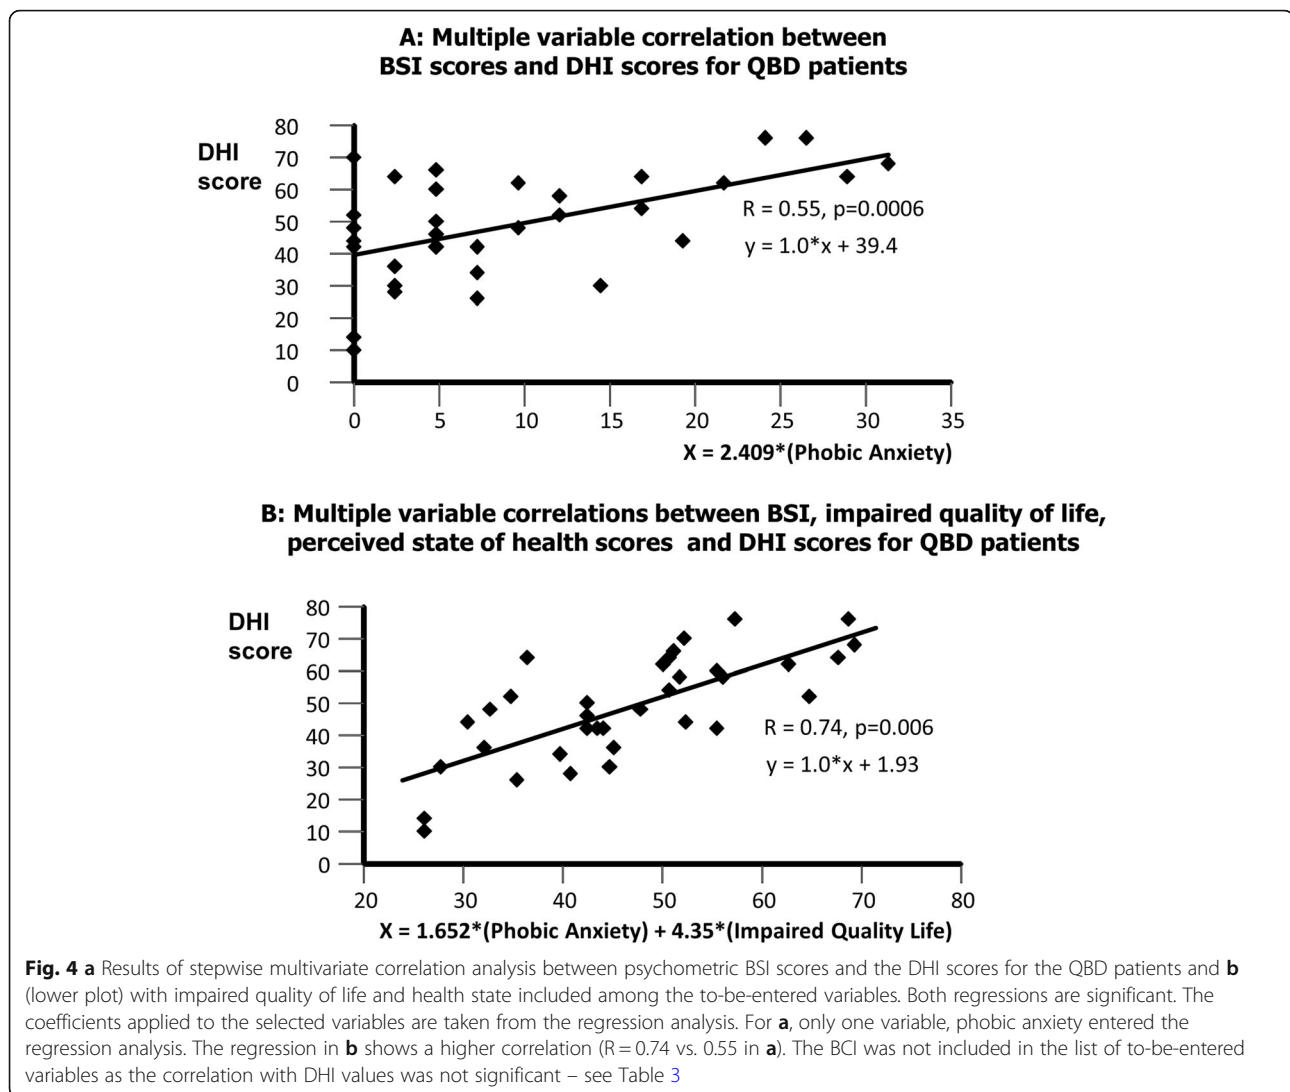 A: Multiple variable correlation between
BSI scores and DHI scores for QBD patients
DHI
score
80
70
60
50
40
30
20
10
0
R = 0.55, p=0.0006
y = 1.0*x + 39.4
0 5 10 15 20 25 30 35
X = 2.409*(Phobic Anxiety)
B: Multiple variable correlations between BSI, impaired quality of life,
perceived state of health scores and DHI scores for QBD patients
DHI
score
80
70
60
50
40
30
20
10
0
R = 0.74, p=0.006
y = 1.0*x + 1.93
20 30 40 50 60 70 80
X = 1.652*(Phobic Anxiety) + 4.35*(Impaired Quality Life)
Fig. 4 a Results of stepwise multivariate correlation analysis between psychometric BSI scores and the DHI scores for the QBD patients and b
(lower plot) with impaired quality of life and health state included among the to-be-entered variables. Both regressions are significant. The
coefficients applied to the selected variables are taken from the regression analysis. For a, only one variable, phobic anxiety entered the
regression analysis. The regression in b shows a higher correlation (R = 0.74 vs. 0.55 in a). The BCI was not included in the list of to-be-entered
variables as the correlation with DHI values was not significant – see Table 3